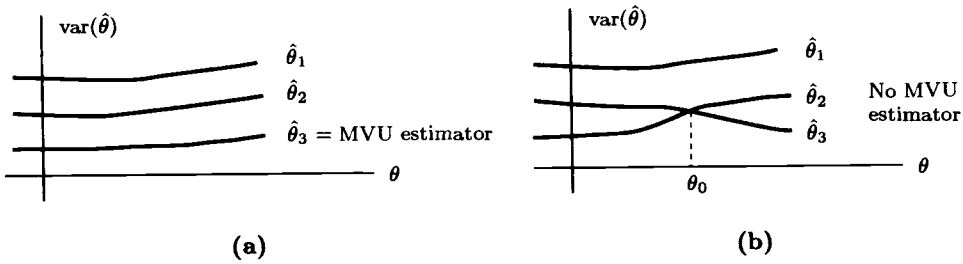 var(θ̂)
θ̂₁
θ̂₂
θ̂₃ = MVU estimator
θ
(a)
var(θ̂)
θ̂₁
θ̂₂
θ̂₃
No MVU
estimator
θ
θ₀
(b)